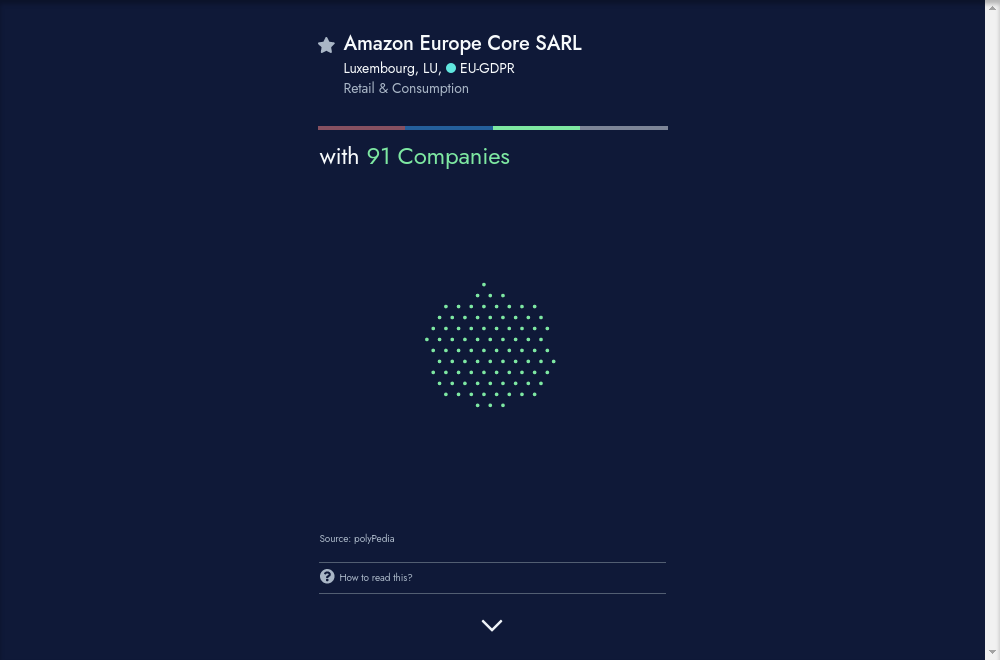 Amazon Europe Core SARL
Luxembourg, LU, EU-GDPR
Retail & Consumption
with 91 Companies
Source: polyPedia
? How to read this?